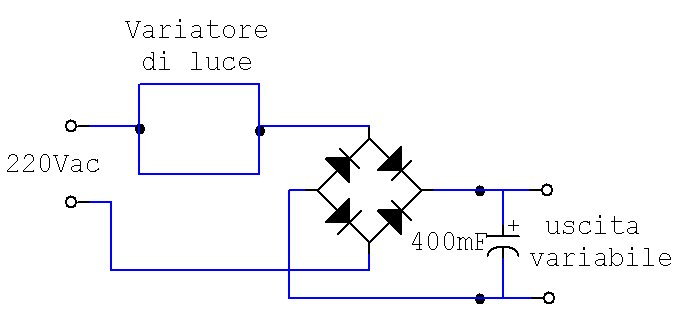 Variatore
di luce
220Vac
400mF
+
uscita
variabile